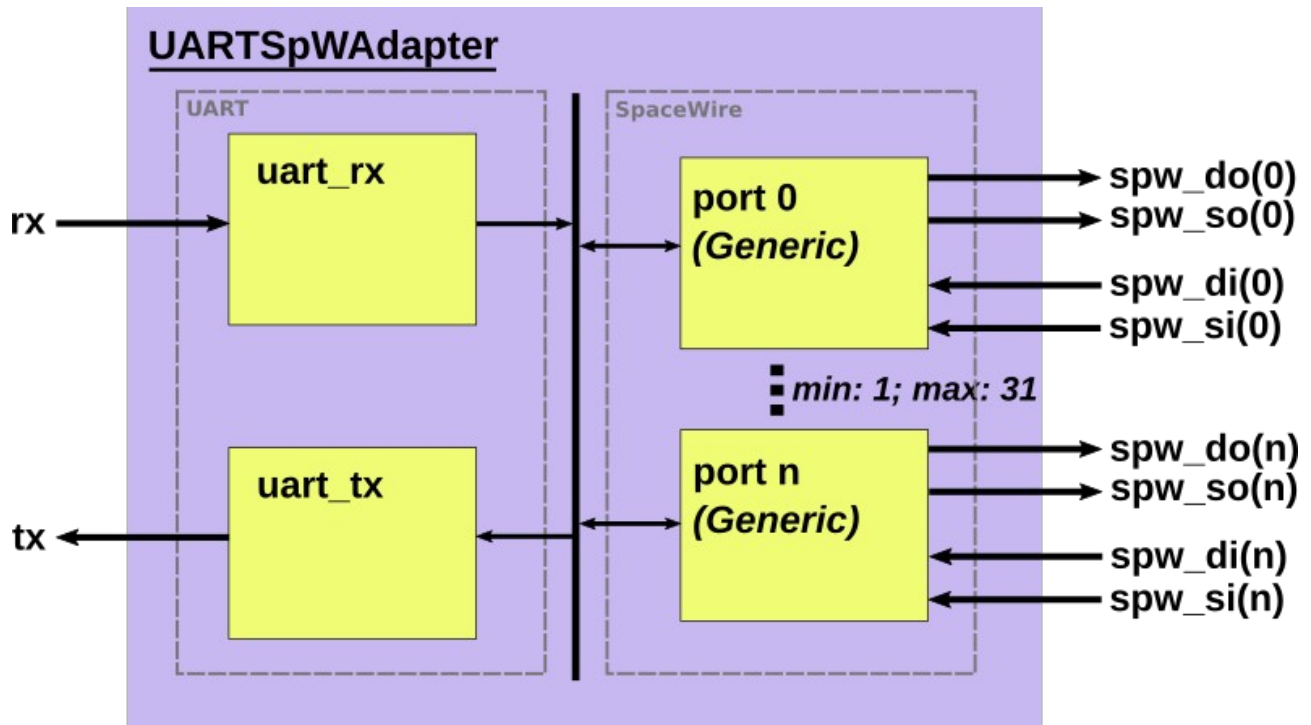 UARTSpWAdapter
UART
uart_rx
rx
uart_tx
tx
SpaceWire
port 0
(Generic)
spw_do(0)
spw_so(0)
spw_di(0)
spw_si(0)
min: 1; max: 31
port n
(Generic)
spw_do(n)
spw_so(n)
spw_di(n)
spw_si(n)